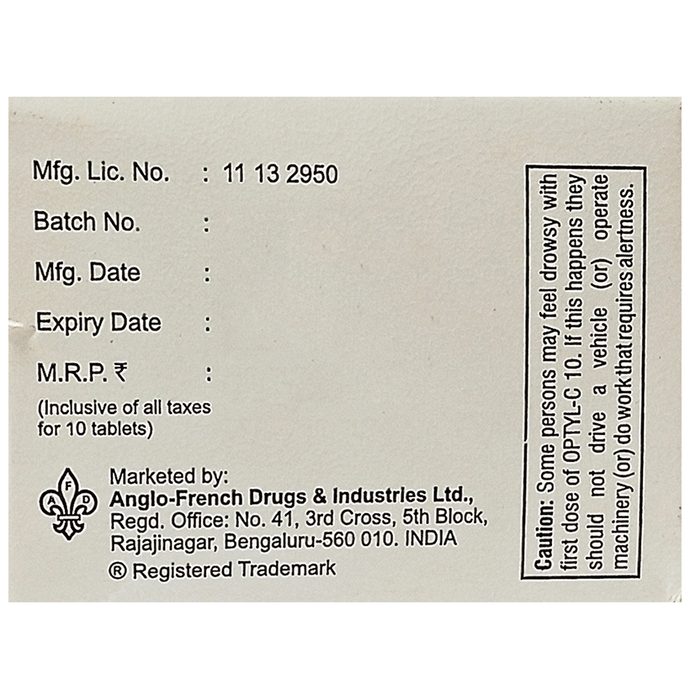 Mfg. Lic. No. : 11 13 2950
Batch No. :
Mfg. Date :
Expiry Date :
M.R.P. ₹ :
(Inclusive of all taxes
for 10 tablets)
A F D
Marketed by:
Anglo-French Drugs & Industries Ltd.,
Regd. Office: No. 41, 3rd Cross, 5th Block,
Rajajinagar, Bengaluru-560 010. INDIA
® Registered Trademark
Caution: Some persons may feel drowsy with
first dose of OPTYL-C 10. If this happens they
should not drive a vehicle (or) operate
machinery (or) do work that requires alertness.